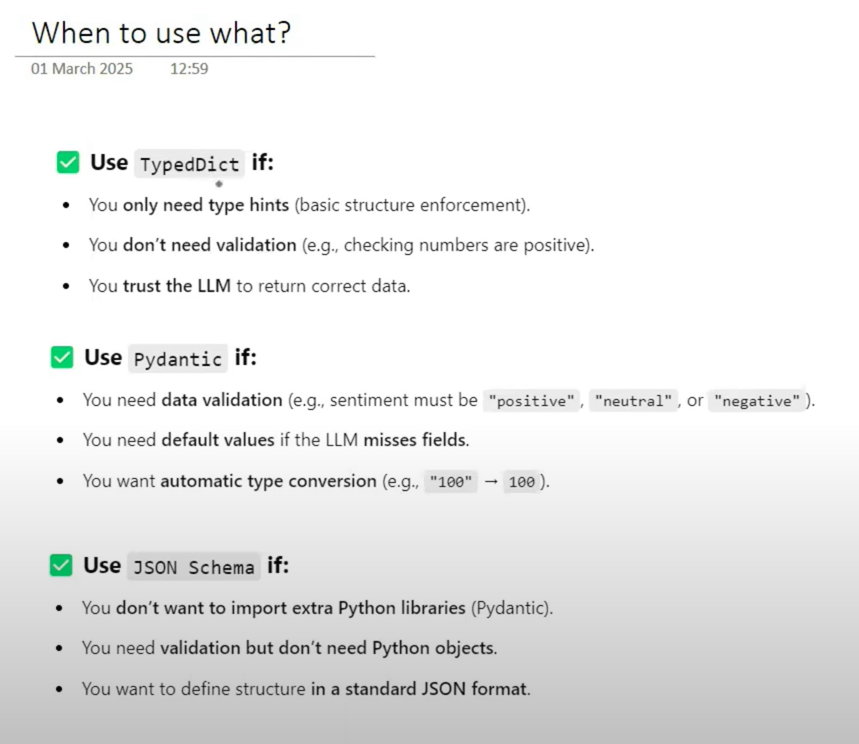 When to use what?
01 March 2025 12:59
✅ Use TypedDict if:
• You only need type hints (basic structure enforcement).
• You don't need validation (e.g., checking numbers are positive).
• You trust the LLM to return correct data.
✅ Use Pydantic if:
• You need data validation (e.g., sentiment must be "positive", "neutral", or "negative").
• You need default values if the LLM misses fields.
• You want automatic type conversion (e.g., "100" → 100).
✅ Use JSON Schema if:
• You don't want to import extra Python libraries (Pydantic).
• You need validation but don't need Python objects.
• You want to define structure in a standard JSON format.